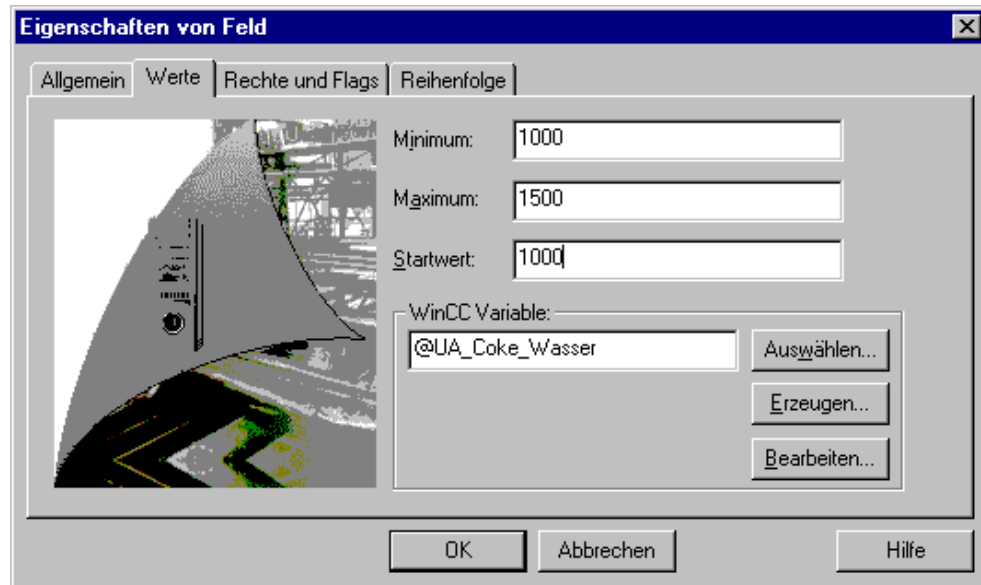 Eigenschaften von Feld
Allgemein Werte Rechte und Flags Reihenfolge
Minimum: 1000
Maximum: 1500
Startwert: 1000
WinCC Variable:
@UA_Coke_Wasser Auswählen...
Erzeugen...
Bearbeiten...
OK Abbrechen Hilfe